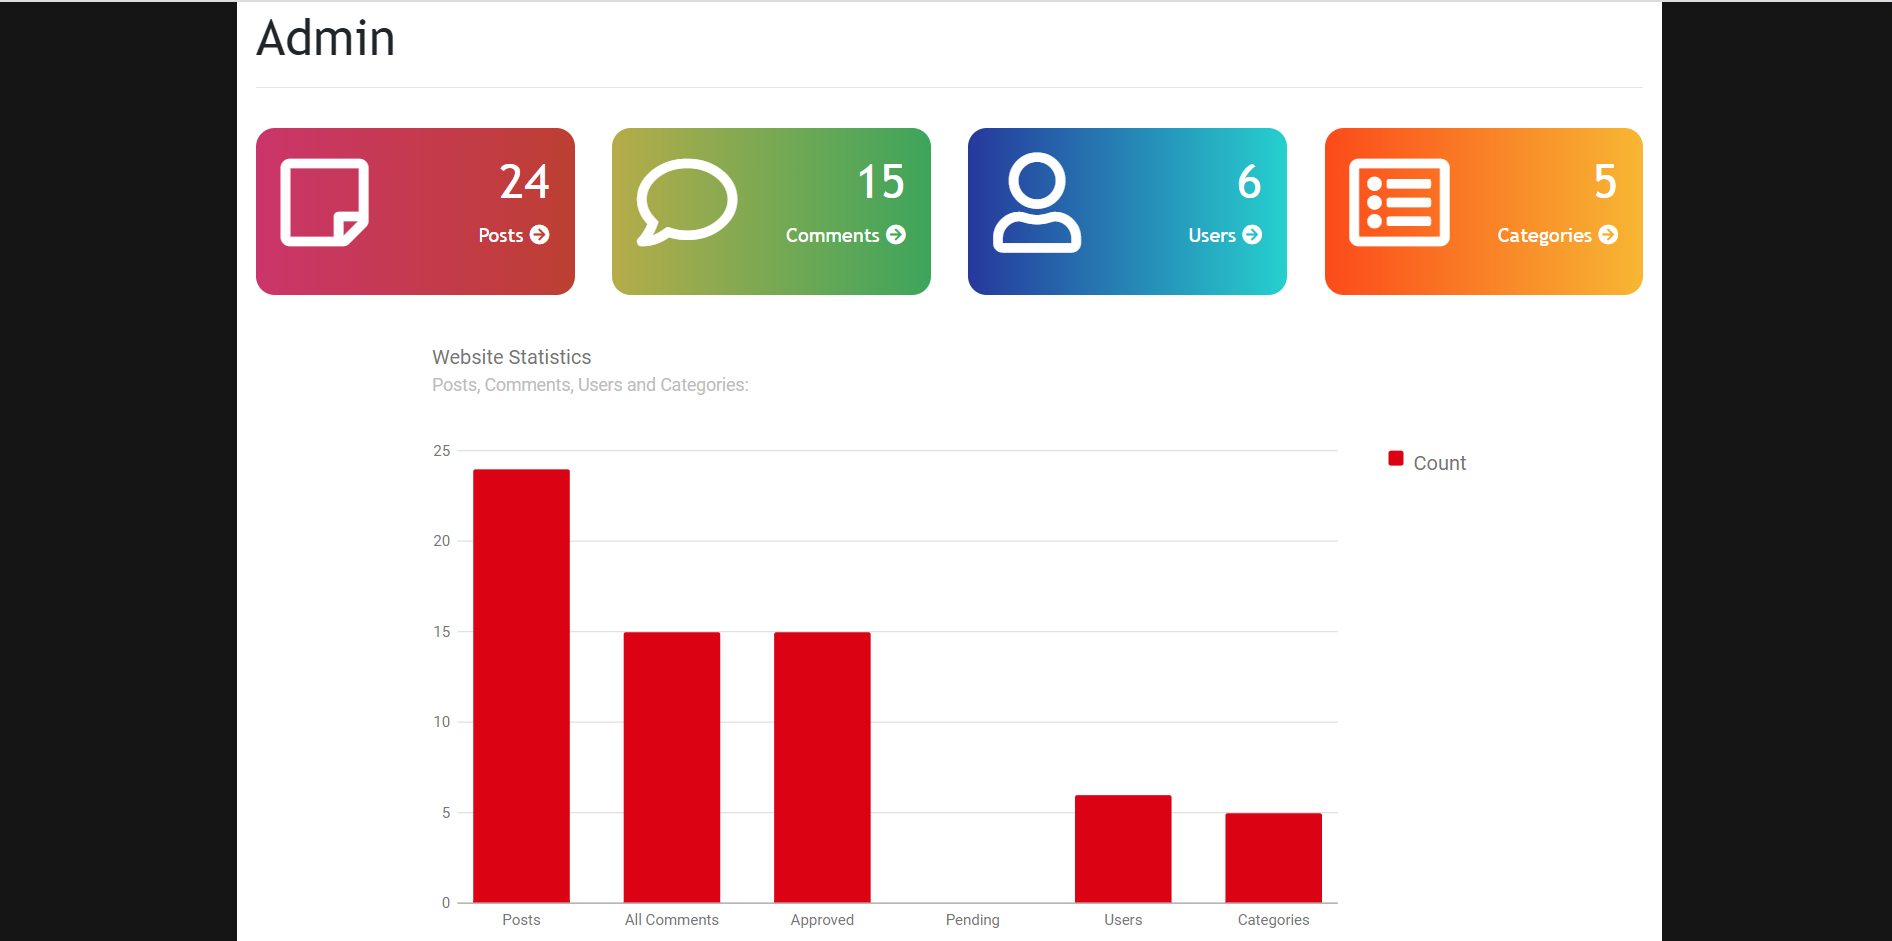 Admin
24
Posts
15
Comments
6
Users
5
Categories
Website Statistics
Posts, Comments, Users and Categories:
25
20
15
10
5
0
Count
Posts All Comments Approved Pending Users Categories